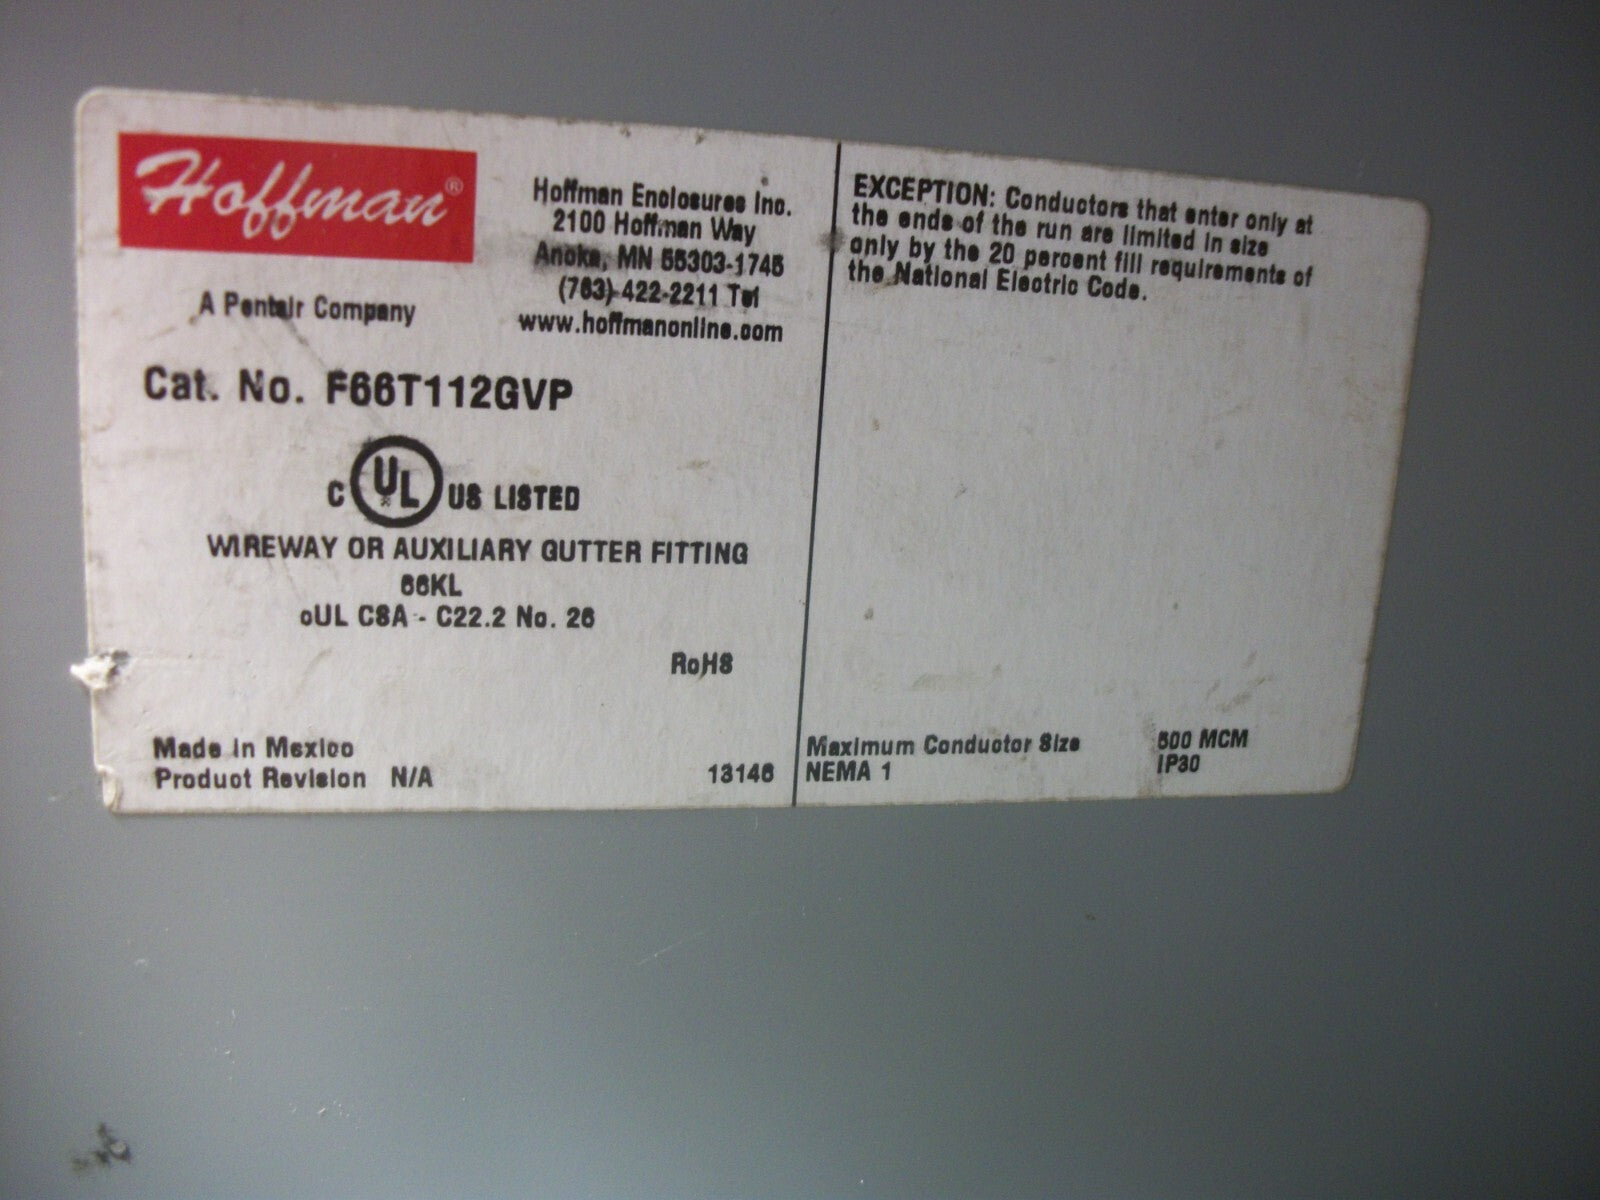 Hoffman®
A Pentair Company
Hoffman Enclosures Inc.
2100 Hoffman Way
Anoka, MN 55303-1745
(763) 422-2211 Tel
www.hoffmanonline.com
Cat. No. F66T112GVP
C UL US LISTED
WIREWAY OR AUXILIARY GUTTER FITTING
66KL
cUL CSA - C22.2 No. 26
RoHS
Made in Mexico
Product Revision N/A
13146
EXCEPTION: Conductors that enter only at
the ends of the run are limited in size
only by the 20 percent fill requirements of
the National Electric Code.
Maximum Conductor Size 500 MCM
NEMA 1 IP30